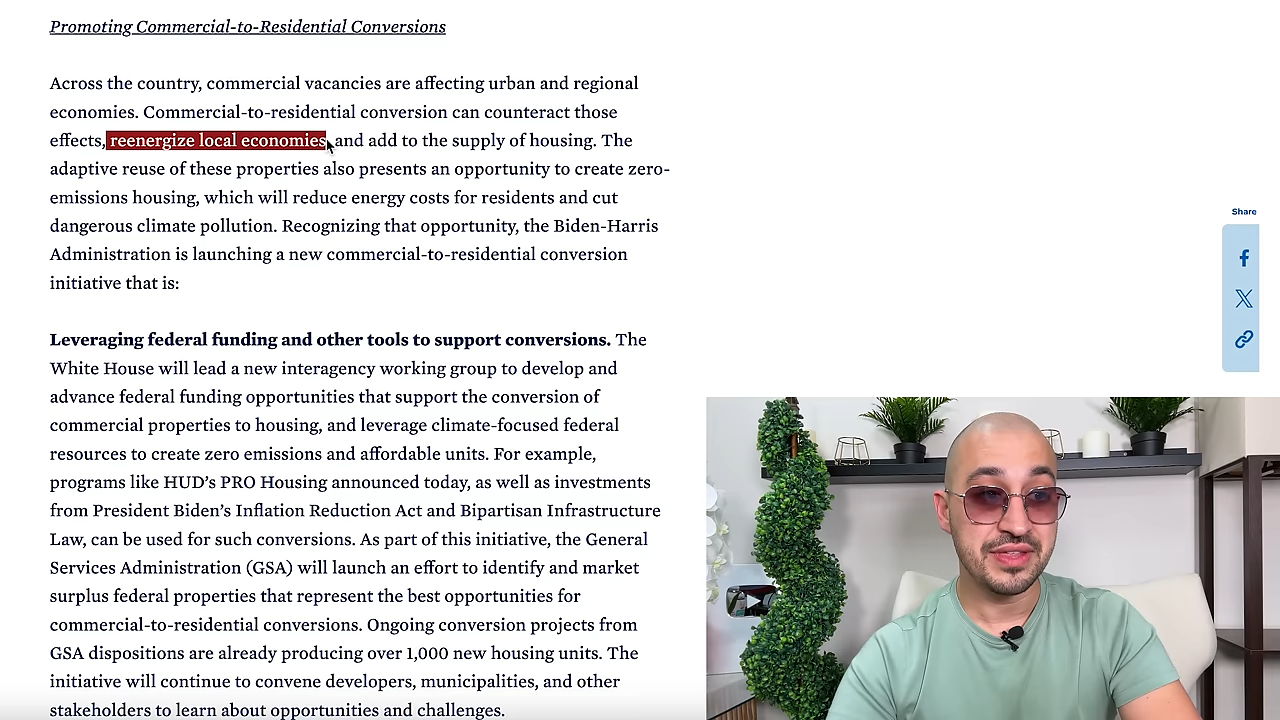 Promoting Commercial-to-Residential Conversions
Across the country, commercial vacancies are affecting urban and regional
economies. Commercial-to-residential conversion can counteract those
effects, reenergize local economies, and add to the supply of housing. The
adaptive reuse of these properties also presents an opportunity to create zero-
emissions housing, which will reduce energy costs for residents and cut
dangerous climate pollution. Recognizing that opportunity, the Biden-Harris
Administration is launching a new commercial-to-residential conversion
initiative that is:
Leveraging federal funding and other tools to support conversions. The
White House will lead a new interagency working group to develop and
advance federal funding opportunities that support the conversion of
commercial properties to housing, and leverage climate-focused federal
resources to create zero emissions and affordable units. For example,
programs like HUD’s PRO Housing announced today, as well as investments
from President Biden’s Inflation Reduction Act and Bipartisan Infrastructure
Law, can be used for such conversions. As part of this initiative, the General
Services Administration (GSA) will launch an effort to identify and market
surplus federal properties that represent the best opportunities for
commercial-to-residential conversions. Ongoing conversion projects from
GSA dispositions are already producing over 1,000 new housing units. The
initiative will continue to convene developers, municipalities, and other
stakeholders to learn about opportunities and challenges.
Share